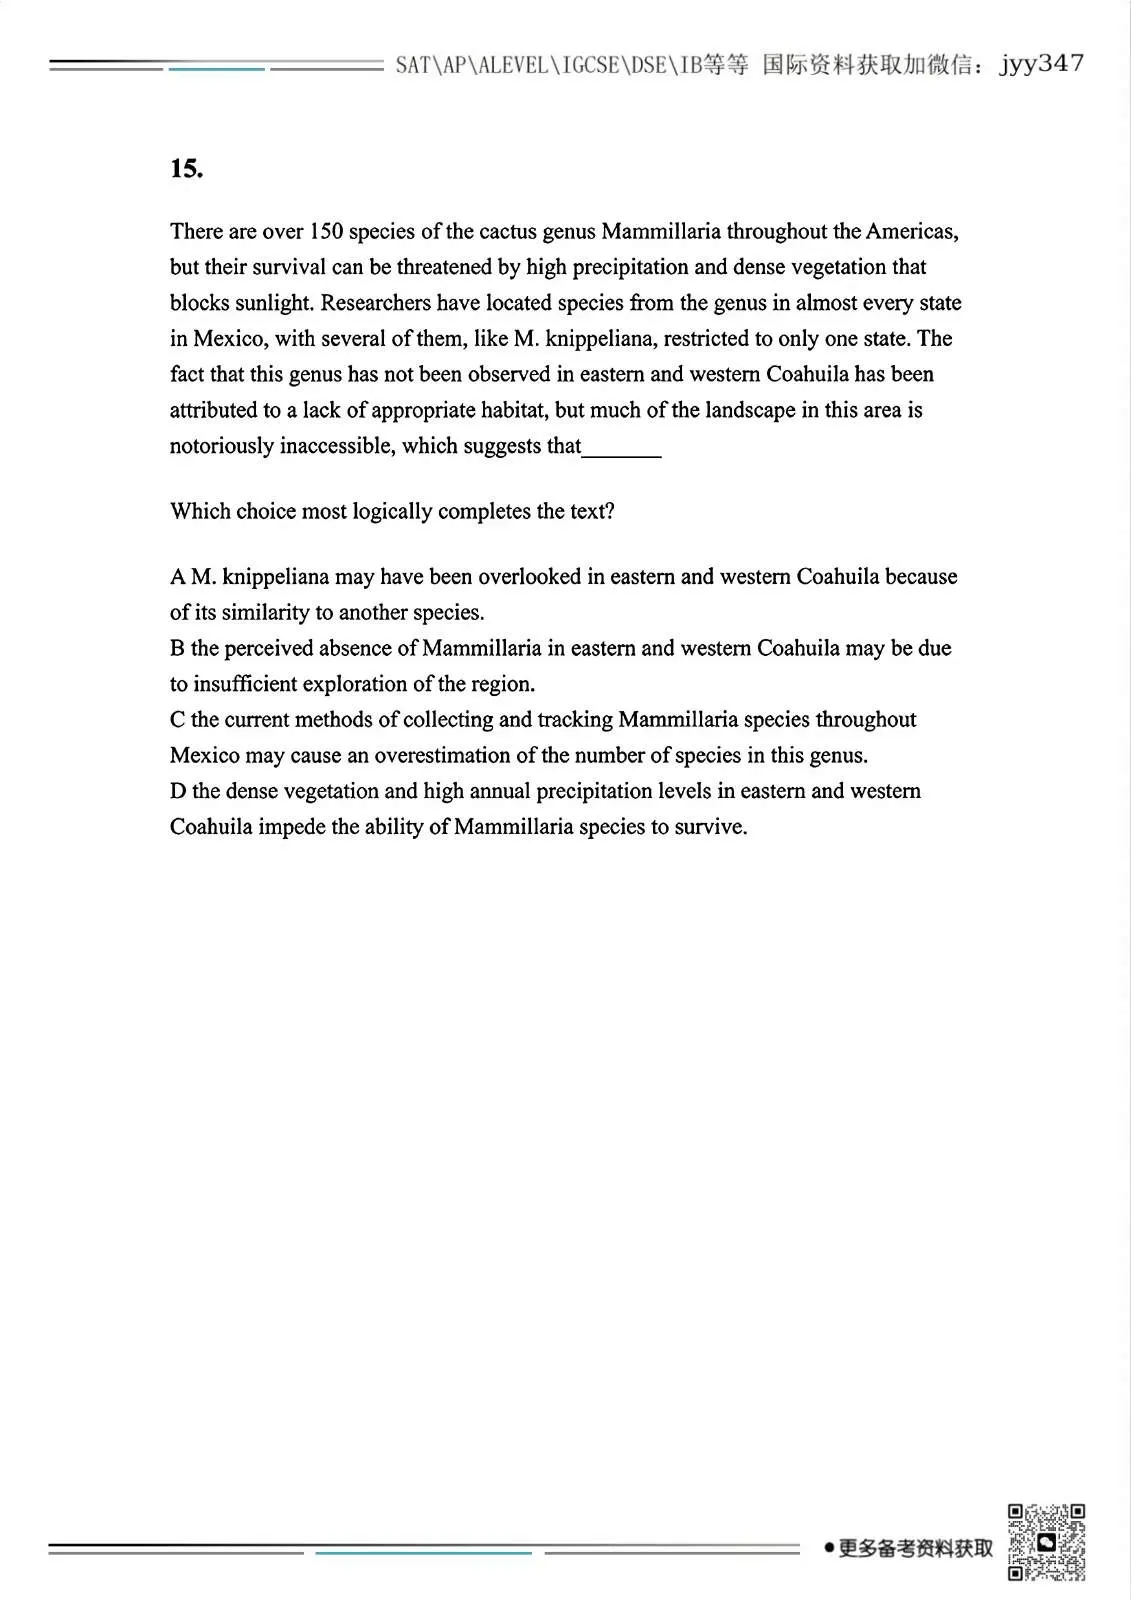 SAT\AP\ALEVEL\IGCSE\DSE\IB等等 国际资料获取加微信：jyy347
15.
There are over 150 species of the cactus genus Mammillaria throughout the Americas,
but their survival can be threatened by high precipitation and dense vegetation that
blocks sunlight. Researchers have located species from the genus in almost every state
in Mexico, with several of them, like M. knippeliana, restricted to only one state. The
fact that this genus has not been observed in eastern and western Coahuila has been
attributed to a lack of appropriate habitat, but much of the landscape in this area is
notoriously inaccessible, which suggests that_______
Which choice most logically completes the text?
A M. knippeliana may have been overlooked in eastern and western Coahuila because
of its similarity to another species.
B the perceived absence of Mammillaria in eastern and western Coahuila may be due
to insufficient exploration of the region.
C the current methods of collecting and tracking Mammillaria species throughout
Mexico may cause an overestimation of the number of species in this genus.
D the dense vegetation and high annual precipitation levels in eastern and western
Coahuila impede the ability of Mammillaria species to survive.
●更多备考资料获取